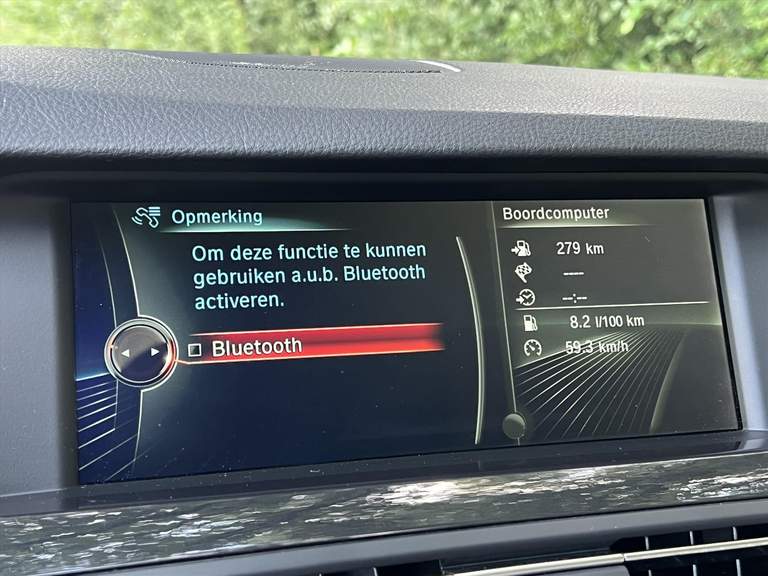 Opmerking
Om deze functie te kunnen
gebruiken a.u.b. Bluetooth
activeren.
Bluetooth
Boordcomputer
279 km
----
--:--
8.2 l/100 km
59.3 km/h